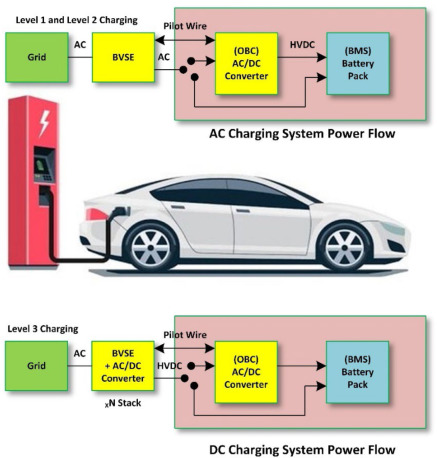 Level 1 and Level 2 Charging
Pilot Wire
AC
AC
HVDC
Grid
BVSE
(OBC)
AC/DC
Converter
(BMS)
Battery
Pack
AC Charging System Power Flow
Level 3 Charging
Pilot Wire
AC
HVDC
Grid
BVSE
+ AC/DC
Converter
(OBC)
AC/DC
Converter
(BMS)
Battery
Pack
xN Stack
DC Charging System Power Flow